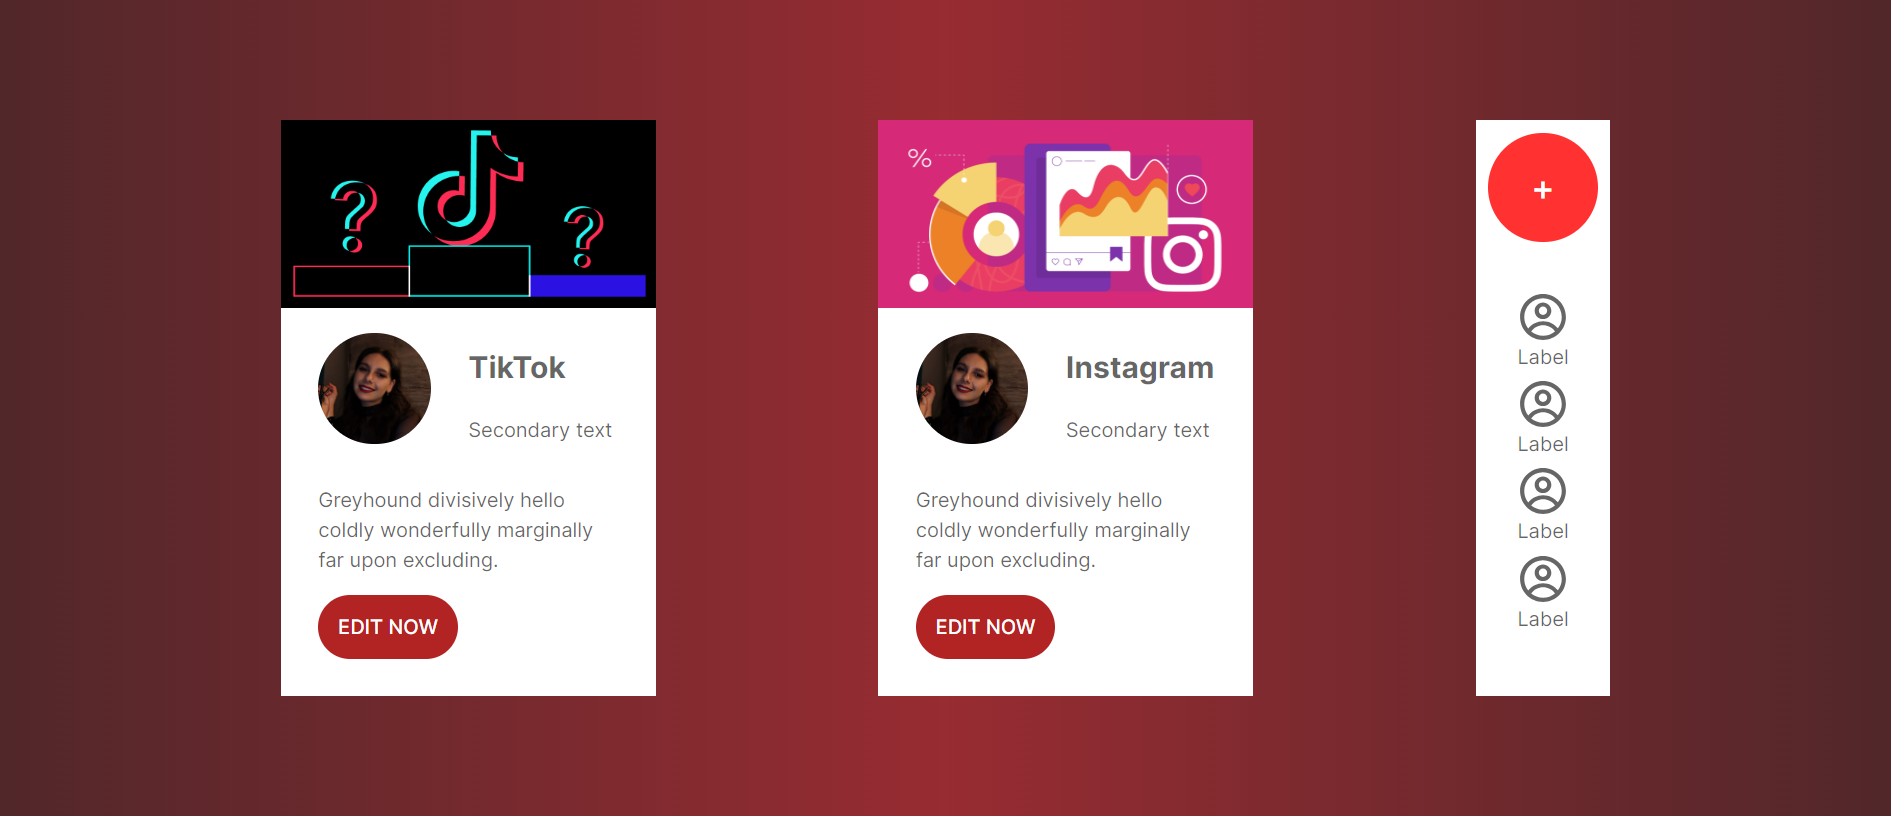 ? ?
TikTok
Secondary text
Greyhound divisively hello
coldly wonderfully marginally
far upon excluding.
EDIT NOW
%
Instagram
Secondary text
Greyhound divisively hello
coldly wonderfully marginally
far upon excluding.
EDIT NOW
+
Label
Label
Label
Label